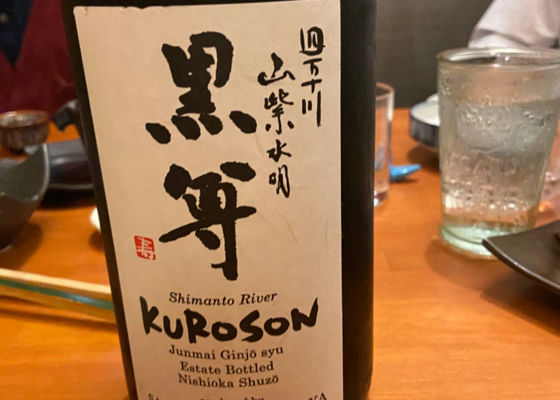 四万十川
山紫水明
黒尊
寿
Shimanto River
KUROSON
Junmai Ginjō syu
Estate Bottled
Nishioka Shuzō